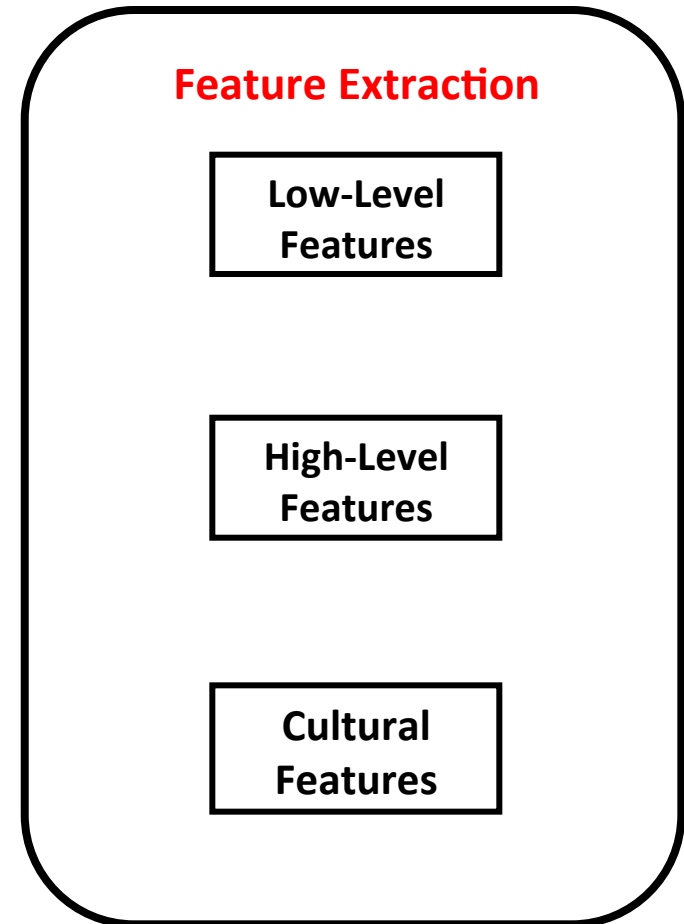 Feature Extraction
Low-Level
Features
High-Level
Features
Cultural
Features